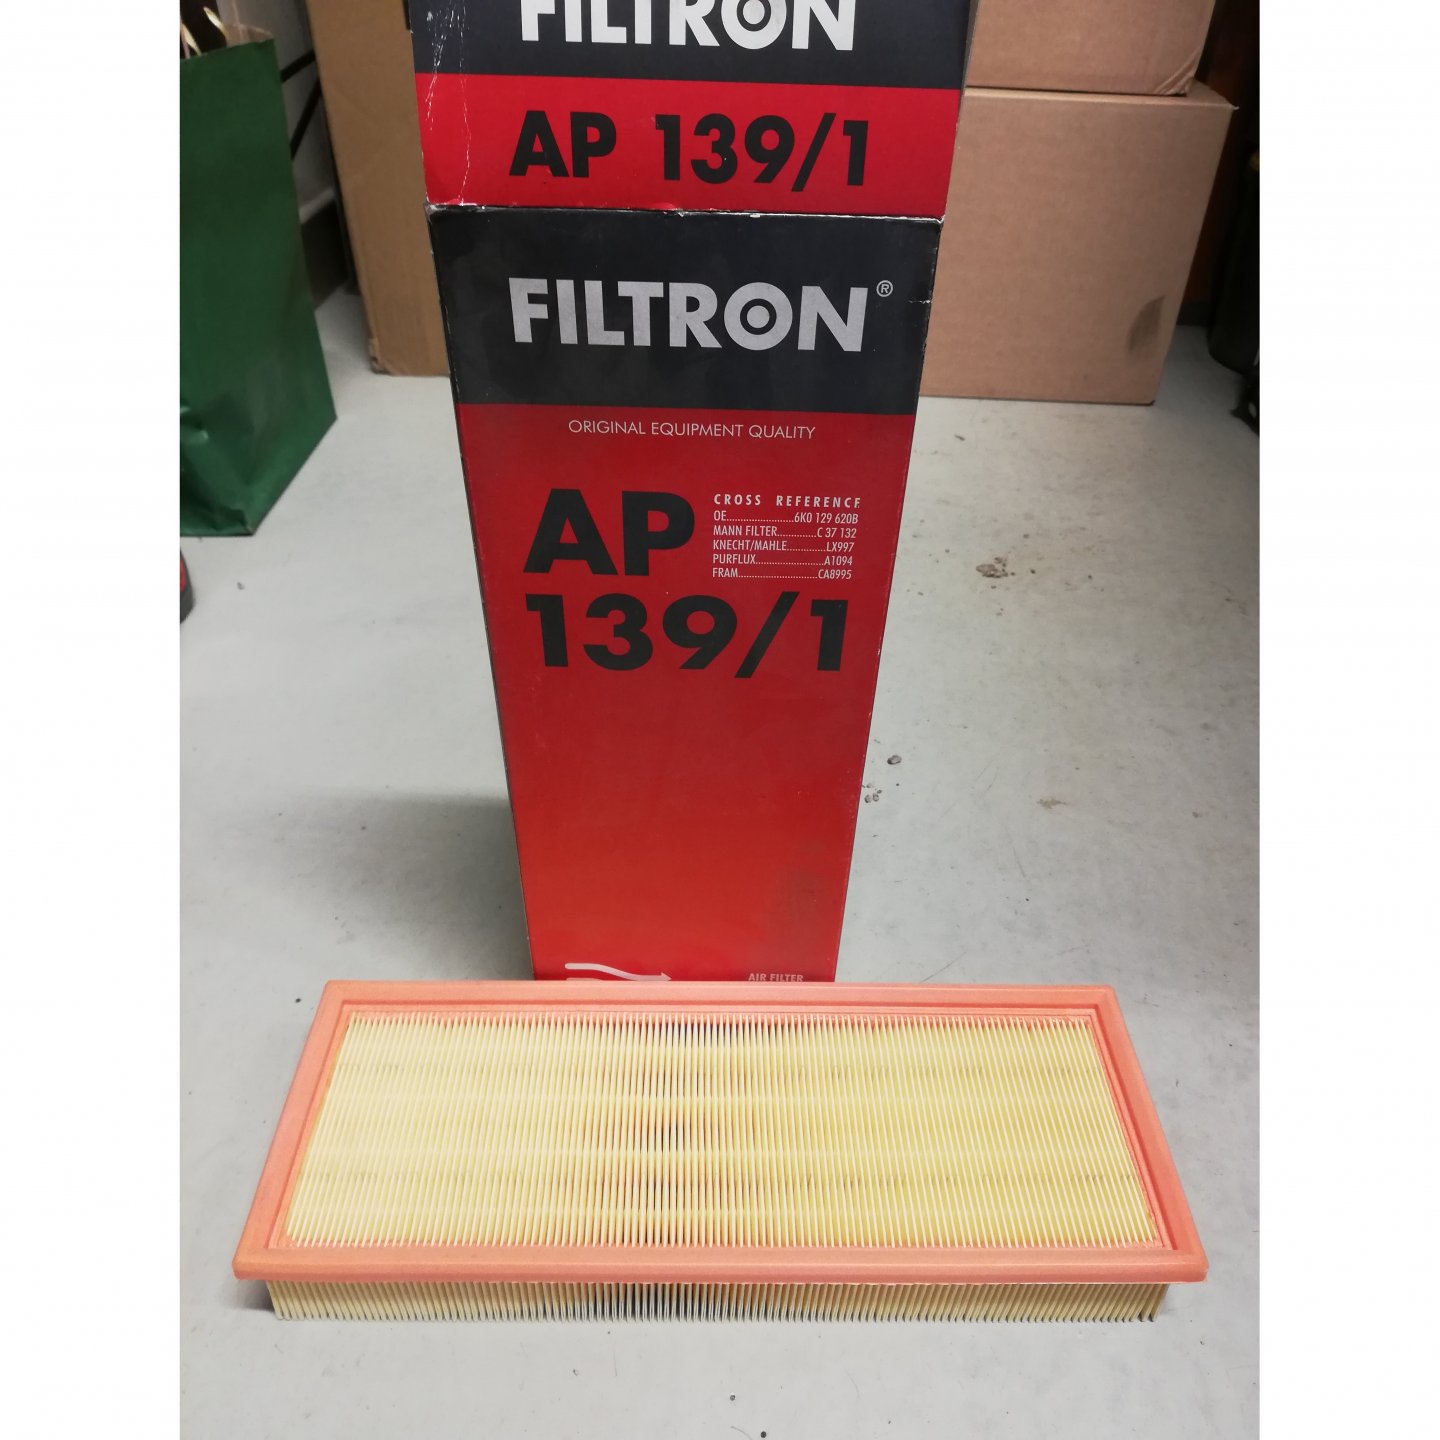 FILTRON
AP 139/1
FILTRON®
ORIGINAL EQUIPMENT QUALITY
AP
139/1
CROSS REFERENCE
OE........................6K0 129 620B
MANN FILTER..............C 37 132
KNECHT/MAHLE..............LX997
PURFLUX........................A1094
FRAM............................CA8995
AIR FILTER